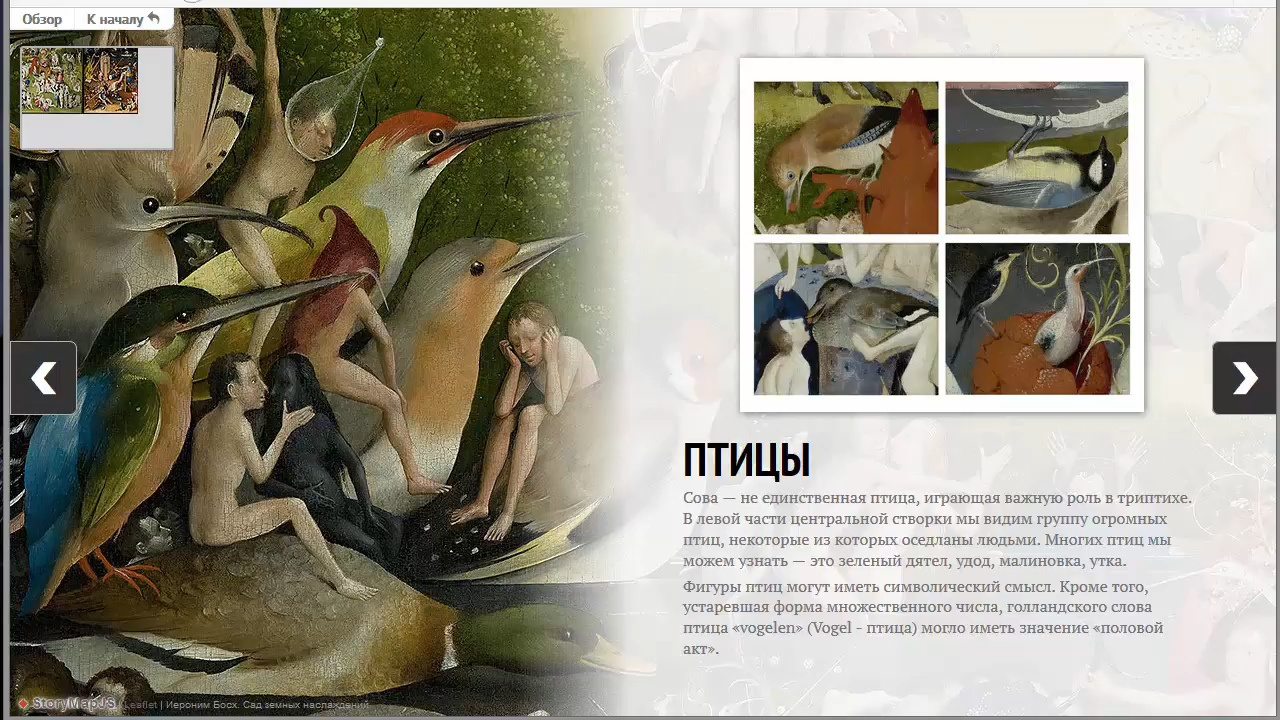 Обзор
К началу
ПТИЦЫ
Сова — не единственная птица, играющая важную роль в триптихе.
В левой части центральной створки мы видим группу огромных
птиц, некоторые из которых оседланы людьми. Многих птиц мы
можем узнать — это зеленый дятел, удод, малиновка, утка.
Фигуры птиц могут иметь символический смысл. Кроме того,
устаревшая форма множественного числа, голландского слова
птица «vogelen» (Vogel - птица) могло иметь значение «половой
акт».
StoryMapJS Leaflet | Иероним Босх. Сад земных наслаждений